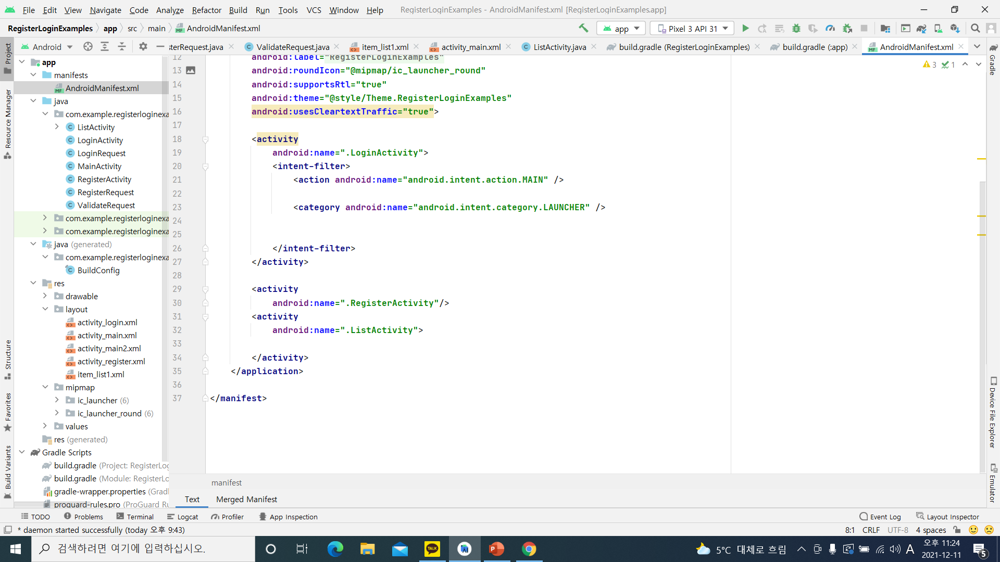 File Edit View Navigate Code Analyze Refactor Build Run Tools VCS Window Help RegisterLoginExamples - AndroidManifest.xml [RegisterLoginExamples.app]
RegisterLoginExamples app src main AndroidManifest.xml app Pixel 3 API 31
Android sterRequest.java ValidateRequest.java item_list1.xml activity_main.xml ListActivity.java build.gradle (RegisterLoginExamples) build.gradle (:app) AndroidManifest.xml
Project
Resource Manager
Structure
Favorites
Build Variants
app
manifests
AndroidManifest.xml
java
com.example.registerloginexa
ListActivity
LoginActivity
LoginRequest
MainActivity
RegisterActivity
RegisterRequest
ValidateRequest
com.example.registerloginexa
com.example.registerloginexa
java (generated)
com.example.registerloginexa
BuildConfig
res
drawable
layout
activity_login.xml
activity_main.xml
activity_main2.xml
activity_register.xml
item_list1.xml
mipmap
ic_launcher (6)
ic_launcher_round (6)
values
res (generated)
Gradle Scripts
build.gradle (Project: RegisterLog
build.gradle (Module: RegisterLo
gradle-wrapper.properties (Gradl
proguard-rules.pro (ProGuard Ru
12 android:label="RegisterLoginExamples"
13 android:roundIcon="@mipmap/ic_launcher_round"
14 android:supportsRtl="true"
15 android:theme="@style/Theme.RegisterLoginExamples"
16 android:usesCleartextTraffic="true">
17
18 <activity
19 android:name=".LoginActivity">
20 <intent-filter>
21 <action android:name="android.intent.action.MAIN" />
22
23 <category android:name="android.intent.category.LAUNCHER" />
24
25
26 </intent-filter>
27 </activity>
28
29 <activity
30 android:name=".RegisterActivity"/>
31 <activity
32 android:name=".ListActivity">
33
34 </activity>
35 </application>
36
37 </manifest>
3 1
Gradle
Device File Explorer
Emulator
manifest
Text Merged Manifest
TODO Problems Terminal Logcat Profiler App Inspection Event Log Layout Inspector
* daemon started successfully (today 오후 9:43) 8:1 CRLF UTF-8 4 spaces
검색하려면 여기에 입력하십시오. TALK 5°C 대체로 흐림 A 오후 11:24
2021-12-11 5